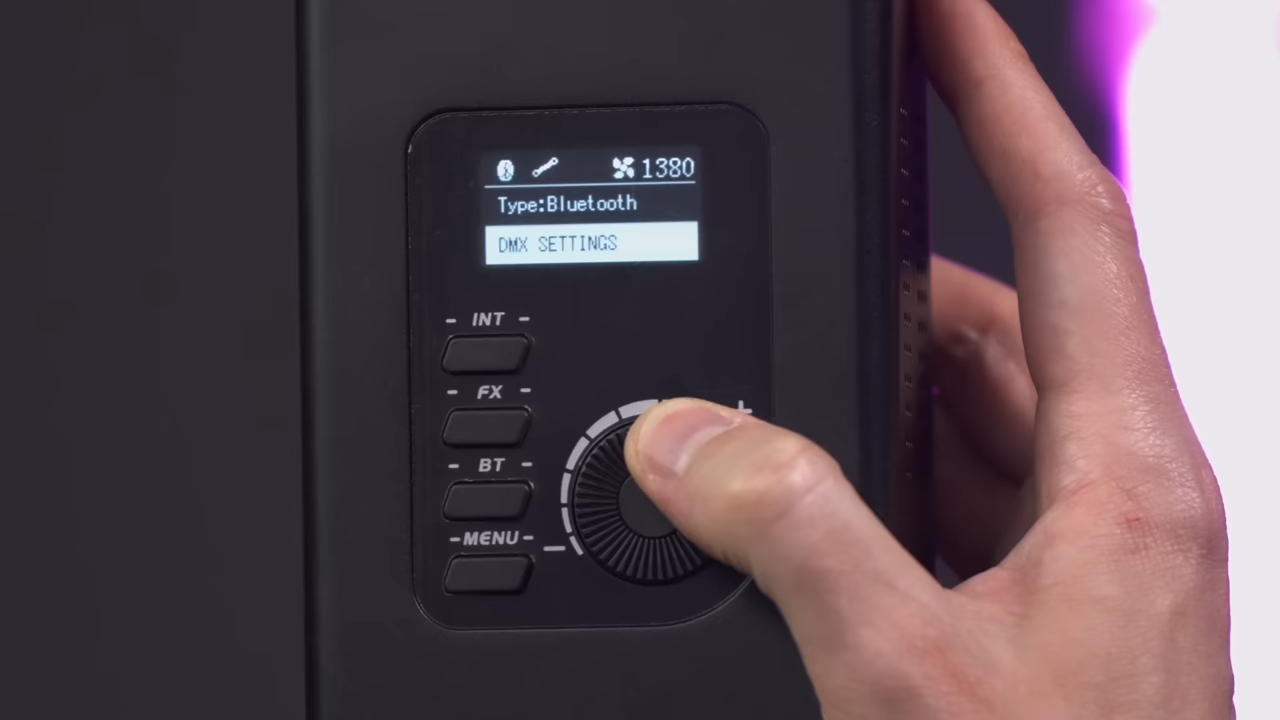 1380
Type:Bluetooth
DMX SETTINGS
- INT -
- FX -
- BT -
-MENU-
+
−